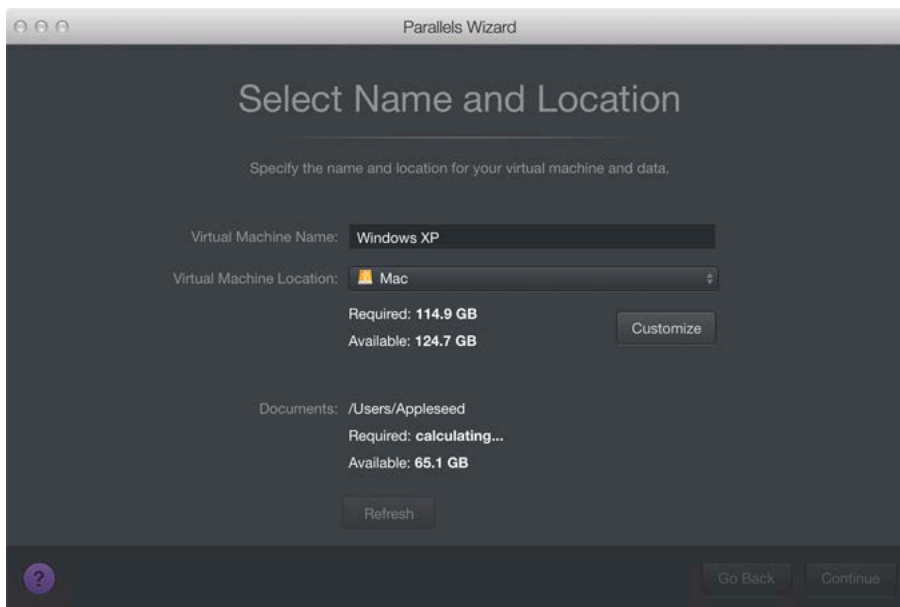 Parallels Wizard
Select Name and Location
Specify the name and location for your virtual machine and data.
Virtual Machine Name: Windows XP
Virtual Machine Location: Mac
Required: 114.9 GB
Available: 124.7 GB
Customize
Documents: /Users/Appleseed
Required: calculating...
Available: 65.1 GB
Refresh
? Go Back Continue